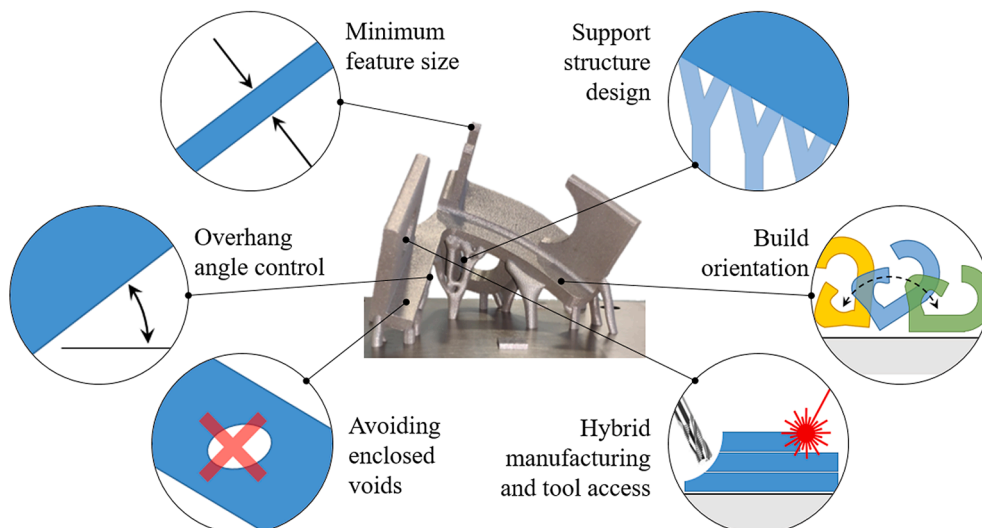 Minimum
feature size
Support
structure
design
Overhang
angle control
Build
orientation
Avoiding
enclosed
voids
Hybrid
manufacturing
and tool access